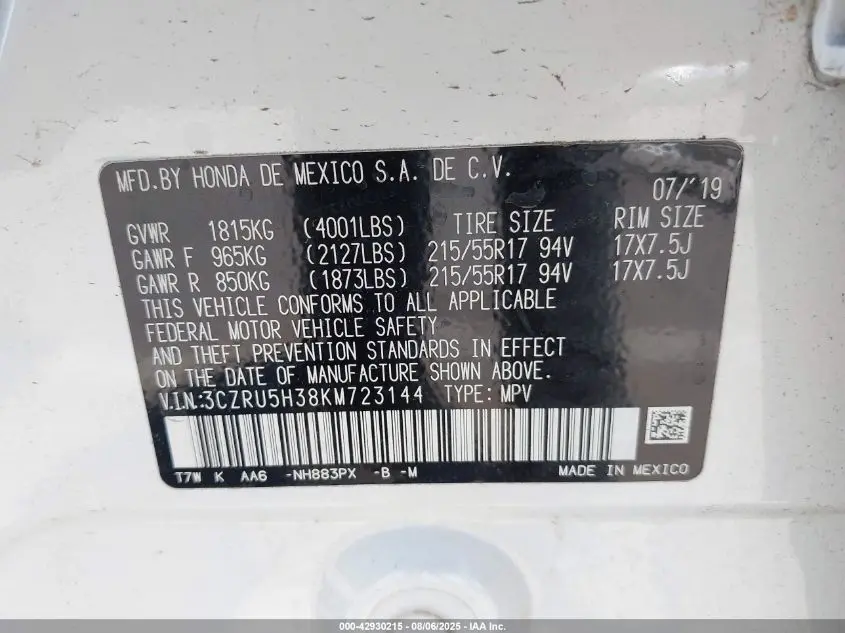 MFD.BY HONDA DE MEXICO S.A. DE C.V.
07/'19
GVWR 1815KG (4001LBS) TIRE SIZE RIM SIZE
GAWR F 965KG (2127LBS) 215/55R17 94V 17X7.5J
GAWR R 850KG (1873LBS) 215/55R17 94V 17X7.5J
THIS VEHICLE CONFORMS TO ALL APPLICABLE
FEDERAL MOTOR VEHICLE SAFETY
AND THEFT PREVENTION STANDARDS IN EFFECT
ON THE DATE OF MANUFACTURE SHOWN ABOVE.
V.I.N.:3CZRU5H38KM723144 TYPE: MPV
T7W K AA6 -NH883PX -B -M MADE IN MEXICO
000-42930215 - 08/06/2025 - IAA Inc.